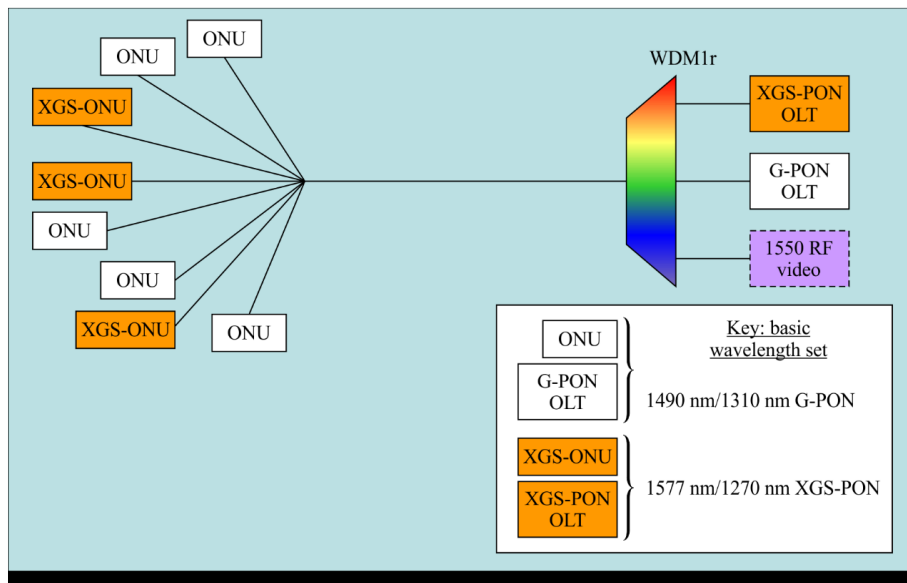 ONU
ONU
XGS-ONU
XGS-ONU
ONU
ONU
XGS-ONU
ONU
WDM1r
XGS-PON
OLT
G-PON
OLT
1550 RF
video
Key: basic
wavelength set
ONU
G-PON
OLT
1490 nm/1310 nm G-PON
XGS-ONU
XGS-PON
OLT
1577 nm/1270 nm XGS-PON